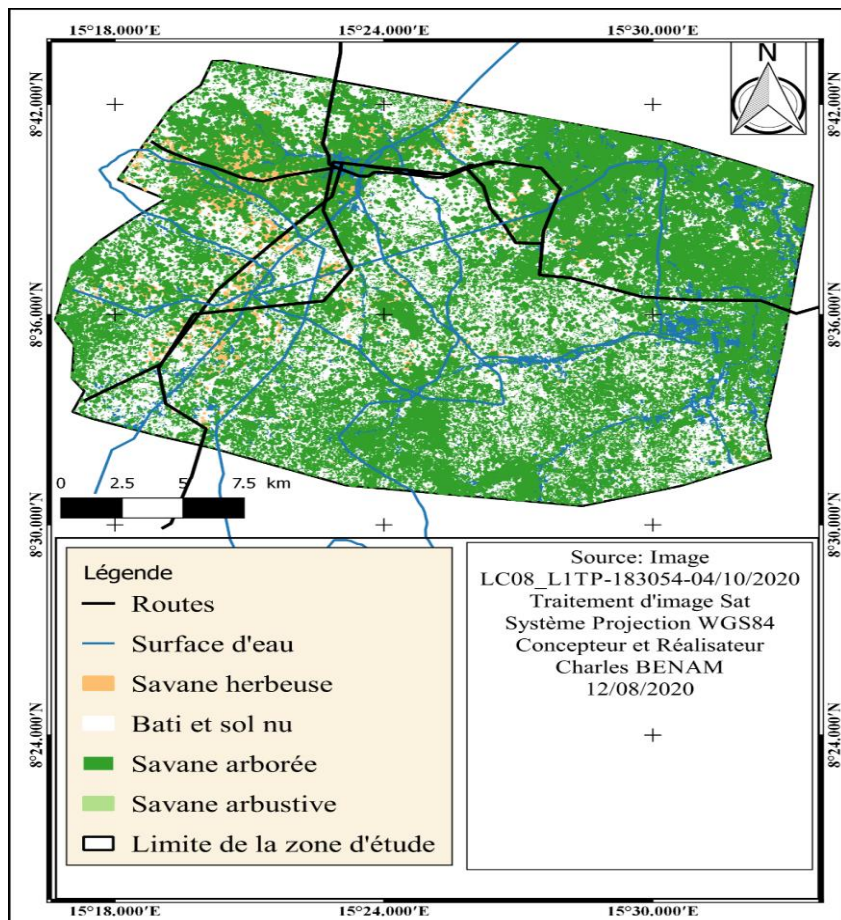 15°18.000′E 15°24.000′E 15°30.000′E
N
8°42.000′N 8°42.000′N
8°36.000′N 8°36.000′N
0 2.5 5 7.5 km
8°30.000′N 8°30.000′N
Légende
Routes
Surface d'eau
Savane herbeuse
Bati et sol nu
Savane arborée
Savane arbustive
Limite de la zone d'étude
Source: Image
LC08_L1TP-183054-04/10/2020
Traitement d'image Sat
Système Projection WGS84
Concepteur et Réalisateur
Charles BENAM
12/08/2020
8°24.000′N 8°24.000′N
15°18.000′E 15°24.000′E 15°30.000′E